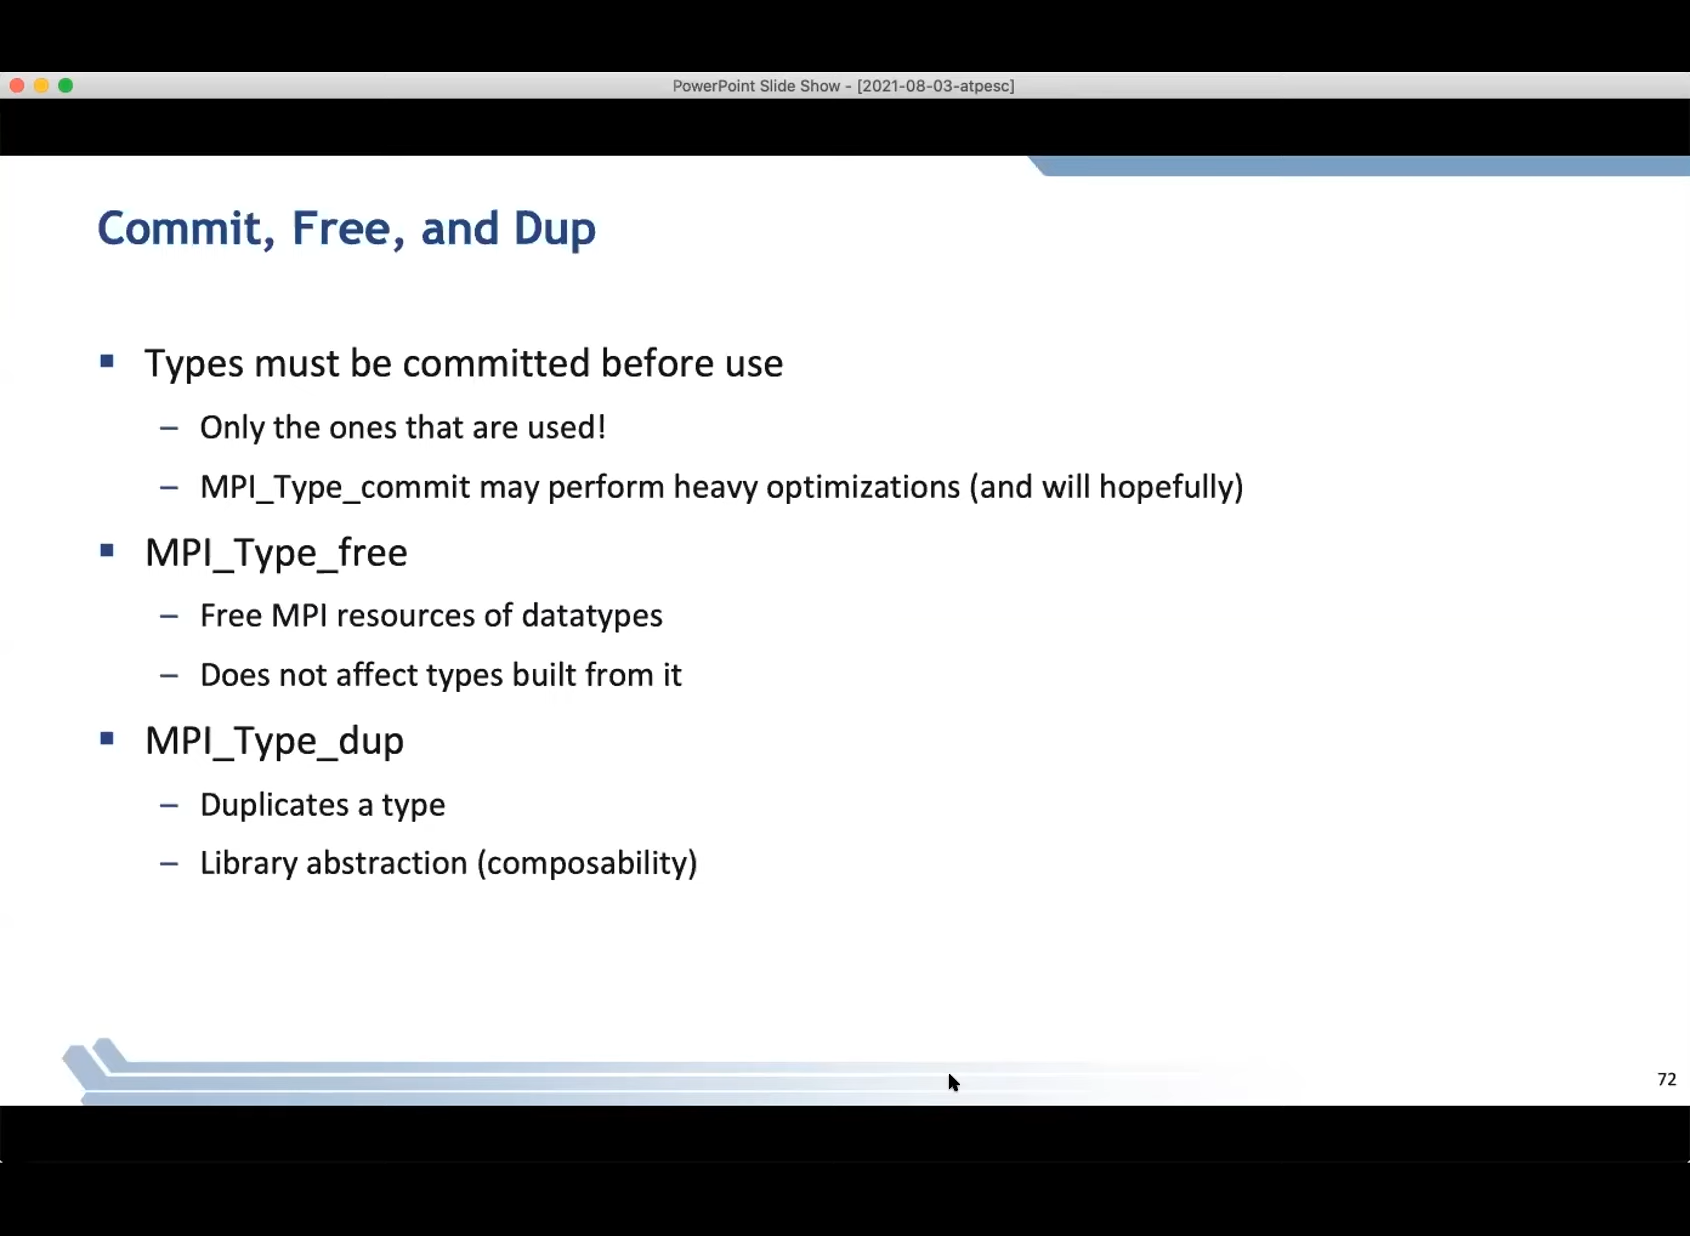 PowerPoint Slide Show - [2021-08-03-atpesc]
Commit, Free, and Dup
▪ Types must be committed before use
– Only the ones that are used!
– MPI_Type_commit may perform heavy optimizations (and will hopefully)
▪ MPI_Type_free
– Free MPI resources of datatypes
– Does not affect types built from it
▪ MPI_Type_dup
– Duplicates a type
– Library abstraction (composability)
72